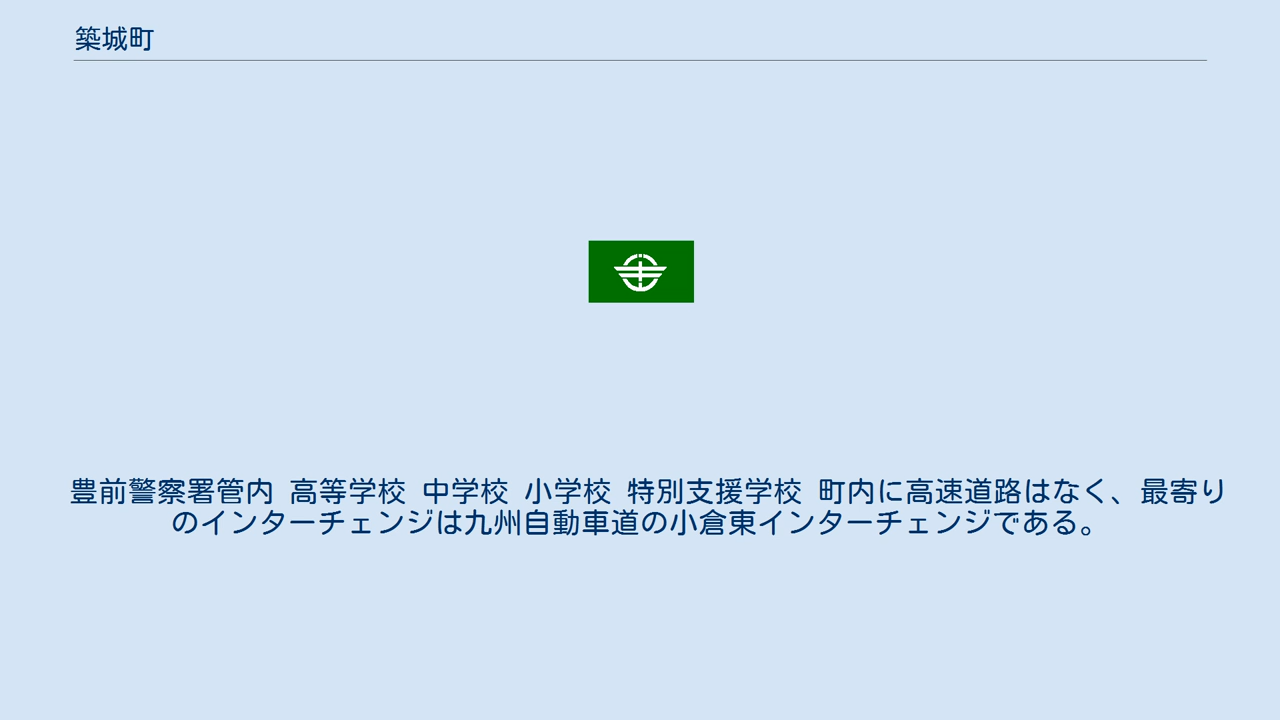 築城町
豊前警察署管内 高等学校 中学校 小学校 特別支援学校 町内に高速道路はなく、最寄り
のインターチェンジは九州自動車道の小倉東インターチェンジである。